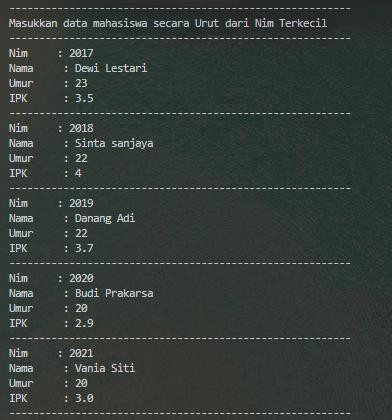 ---------------------------------------------------------
Masukkan data mahasiswa secara Urut dari Nim Terkecil
---------------------------------------------------------
Nim     : 2017
Nama     : Dewi Lestari
Umur     : 23
IPK      : 3.5
---------------------------------------------------------
Nim     : 2018
Nama     : Sinta sanjaya
Umur     : 22
IPK      : 4
---------------------------------------------------------
Nim     : 2019
Nama     : Danang Adi
Umur     : 22
IPK      : 3.7
---------------------------------------------------------
Nim     : 2020
Nama     : Budi Prakarsa
Umur     : 20
IPK      : 2.9
---------------------------------------------------------
Nim     : 2021
Nama     : Vania Siti
Umur     : 20
IPK      : 3.0
---------------------------------------------------------